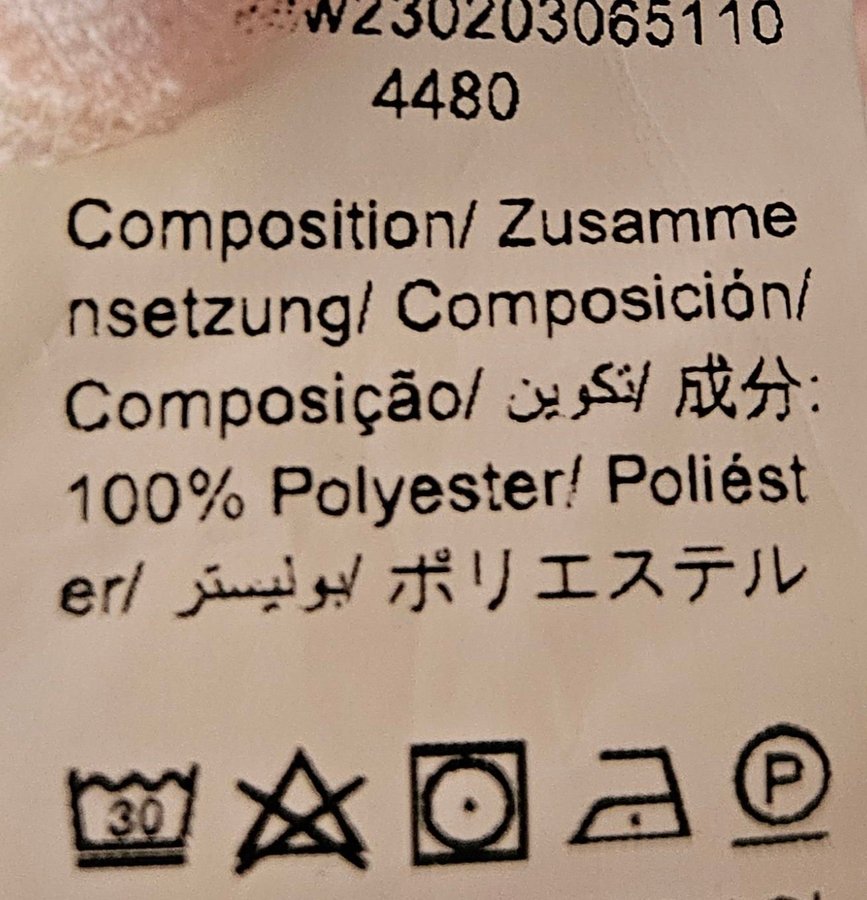 W230203065110
4480
Composition/ Zusamme
nsetzung/ Composición/
Composição/ تكوين/ 成分:
100% Polyester/ Poliést
er/ بوليستر/ ポリエステル
30
P